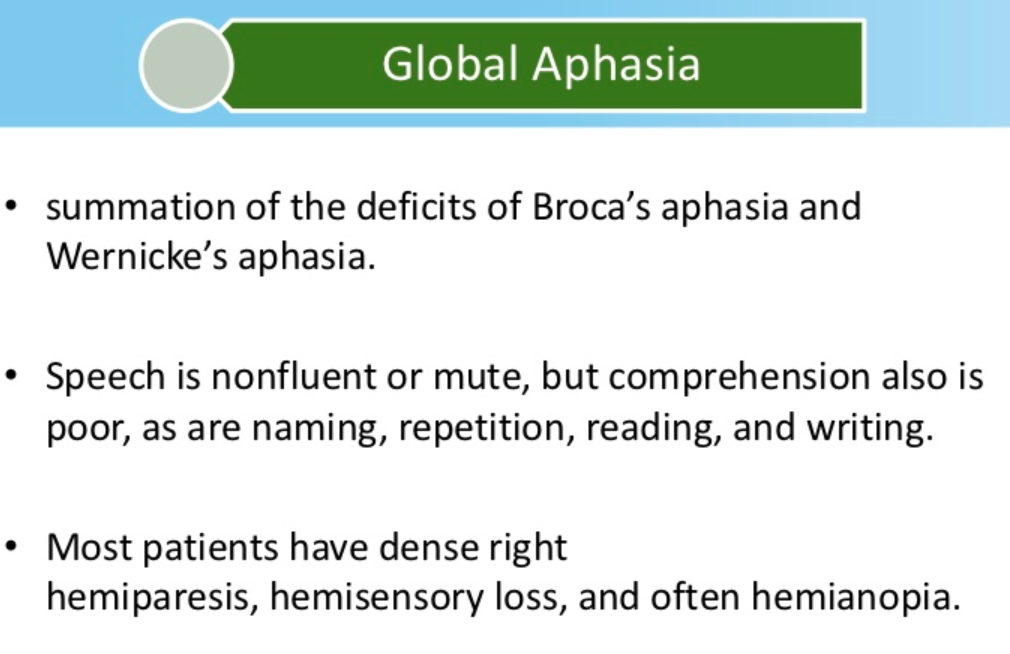 Global Aphasia
• summation of the deficits of Broca’s aphasia and
Wernicke’s aphasia.
• Speech is nonfluent or mute, but comprehension also is
poor, as are naming, repetition, reading, and writing.
• Most patients have dense right
hemiparesis, hemisensory loss, and often hemianopia.